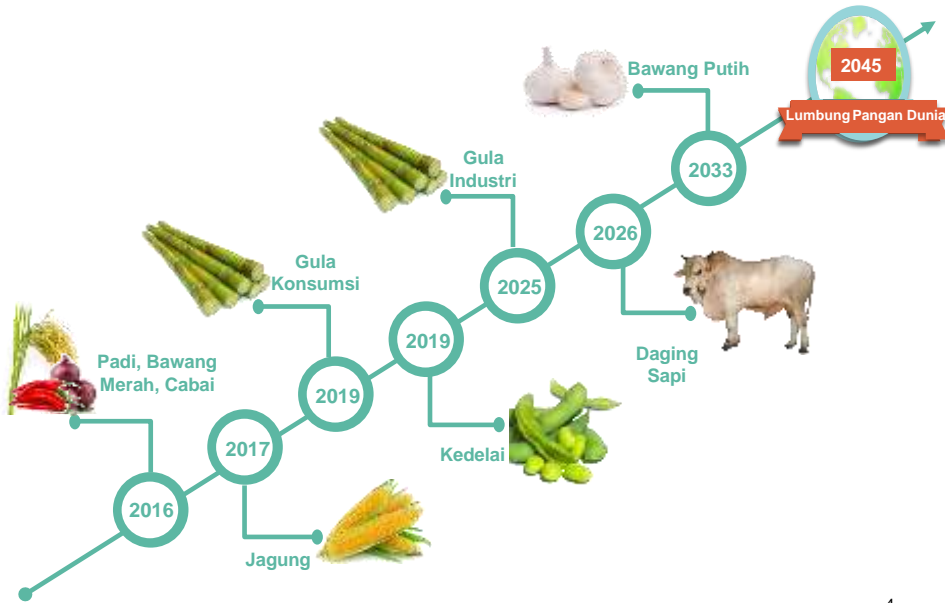 2045
Lumbung Pangan Dunia
Bawang Putih
2033
Gula
Industri
2026
2025
Gula
Konsumsi
2019
Daging
Sapi
Padi, Bawang
Merah, Cabai
2019
Kedelai
2017
2016
Jagung